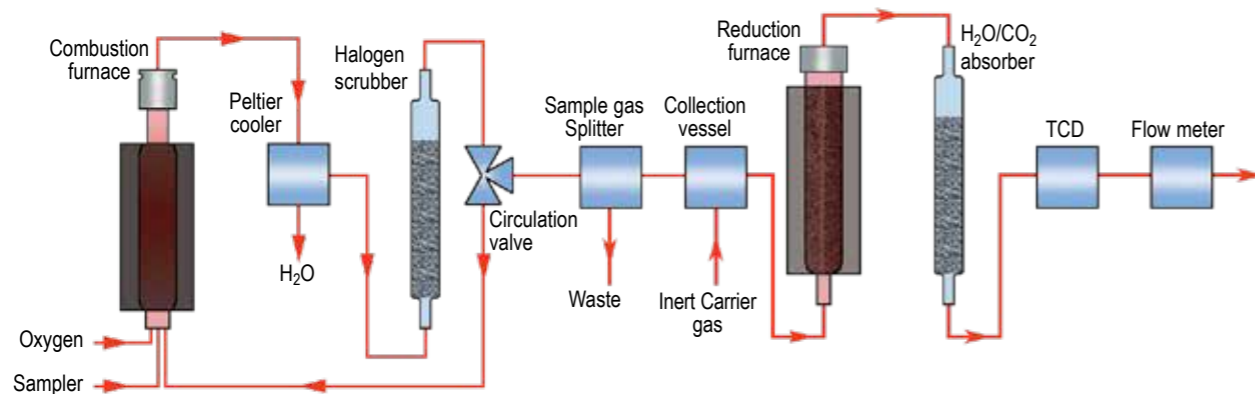 Combustion
furnace
Peltier
cooler
H₂O
Halogen
scrubber
Circulation
valve
Sample gas
Splitter
Waste
Collection
vessel
Inert Carrier
gas
Reduction
furnace
H₂O/CO₂
absorber
TCD
Flow meter
Oxygen
Sampler